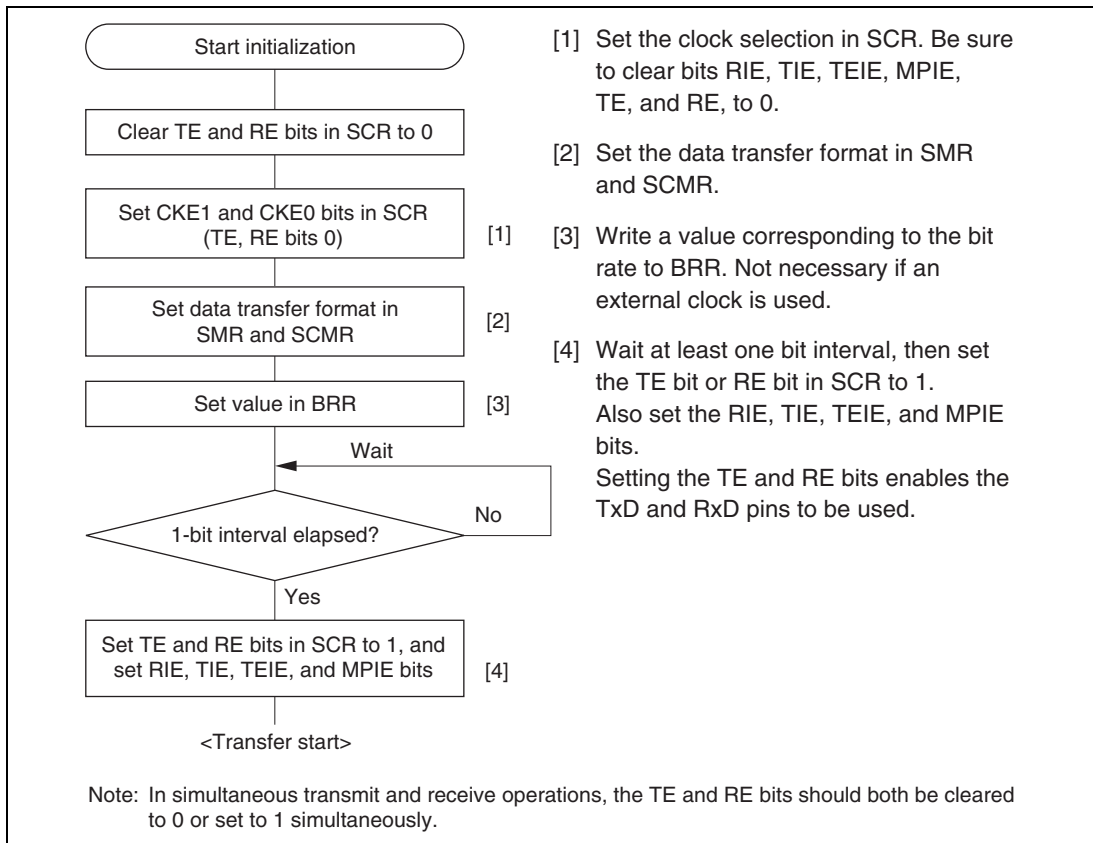 Start initialization
Clear TE and RE bits in SCR to 0
Set CKE1 and CKE0 bits in SCR
(TE, RE bits 0)
[1]
Set data transfer format in
SMR and SCMR
[2]
Set value in BRR
[3]
Wait
1-bit interval elapsed?
No
Yes
Set TE and RE bits in SCR to 1, and
set RIE, TIE, TEIE, and MPIE bits
[4]
<Transfer start>
[1] Set the clock selection in SCR. Be sure
to clear bits RIE, TIE, TEIE, MPIE,
TE, and RE, to 0.
[2] Set the data transfer format in SMR
and SCMR.
[3] Write a value corresponding to the bit
rate to BRR. Not necessary if an
external clock is used.
[4] Wait at least one bit interval, then set
the TE bit or RE bit in SCR to 1.
Also set the RIE, TIE, TEIE, and MPIE
bits.
Setting the TE and RE bits enables the
TxD and RxD pins to be used.
Note: In simultaneous transmit and receive operations, the TE and RE bits should both be cleared
to 0 or set to 1 simultaneously.